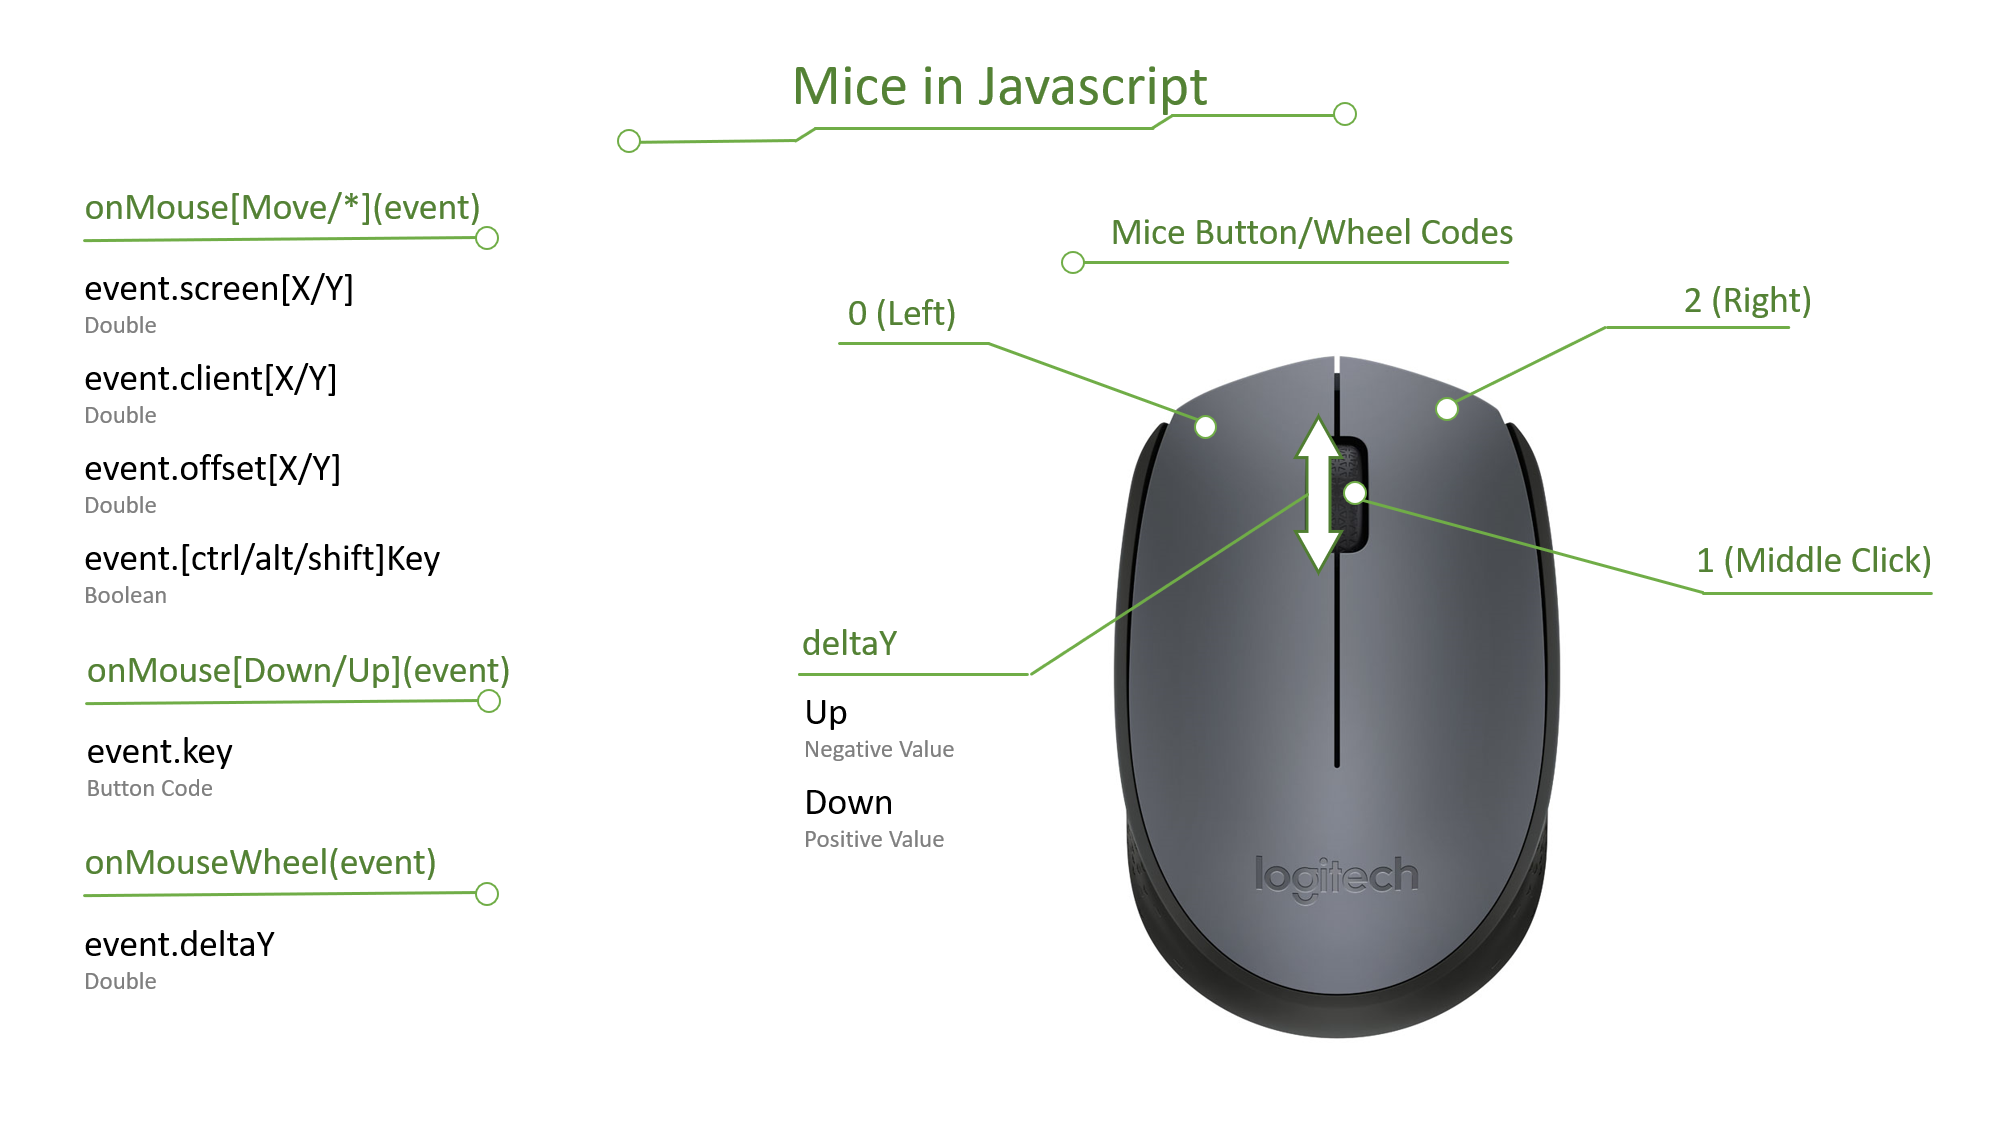 Mice in Javascript
onMouse[Move/*](event)
event.screen[X/Y]
Double
event.client[X/Y]
Double
event.offset[X/Y]
Double
event.[ctrl/alt/shift]Key
Boolean
onMouse[Down/Up](event)
event.key
Button Code
onMouseWheel(event)
event.deltaY
Double
Mice Button/Wheel Codes
0 (Left)
2 (Right)
1 (Middle Click)
deltaY
Up
Negative Value
Down
Positive Value
logitech